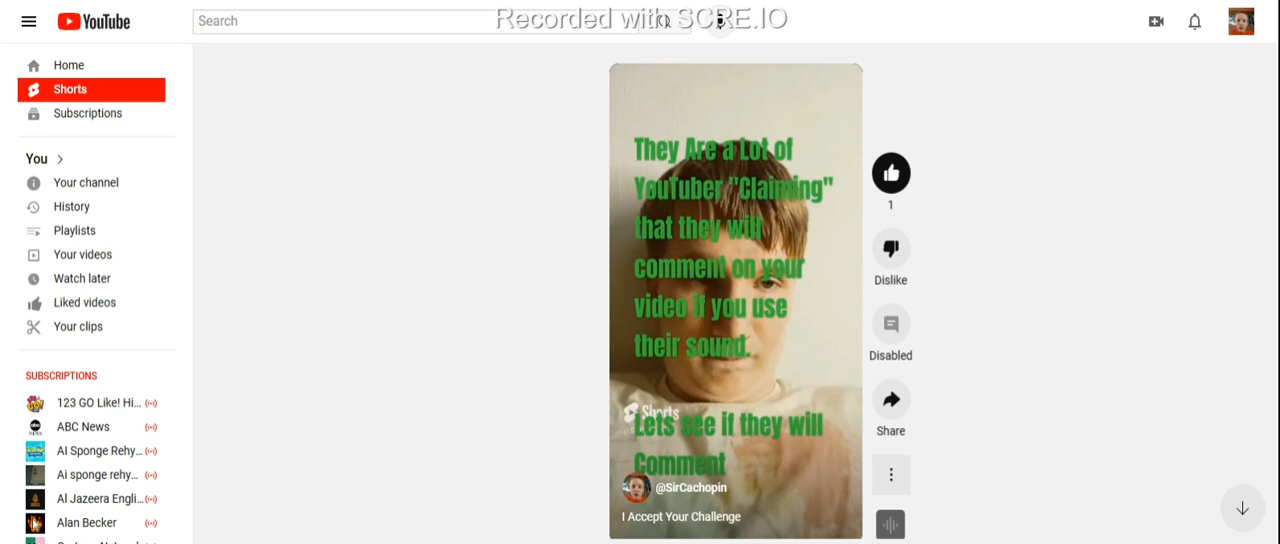 YouTube
Search
Recorded with SCRE.IO
Home
Shorts
Subscriptions
You
Your channel
History
Playlists
Your videos
Watch later
Liked videos
Your clips
SUBSCRIPTIONS
123 GO Like! Hi...
ABC News
AI Sponge Rehy...
Ai sponge rehy...
Al Jazeera Engli...
Alan Becker
They Are a Lot of
YouTuber "Claiming"
that they will
comment on your
video if you use
their sound.
Shorts
Lets see if they will
Comment
@SirCachopin
I Accept Your Challenge
1
Dislike
Disabled
Share